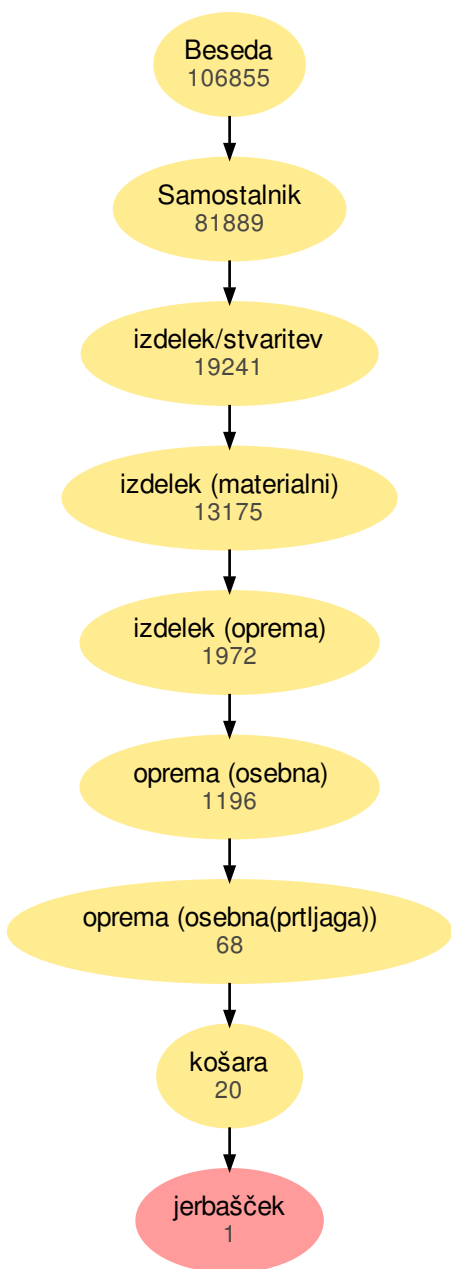 Beseda
106855
Samostalnik
81889
izdelek/stvaritev
19241
izdelek (materialni)
13175
izdelek (oprema)
1972
oprema (osebna)
1196
oprema (osebna(prtljaga))
68
košara
20
jerbašček
1